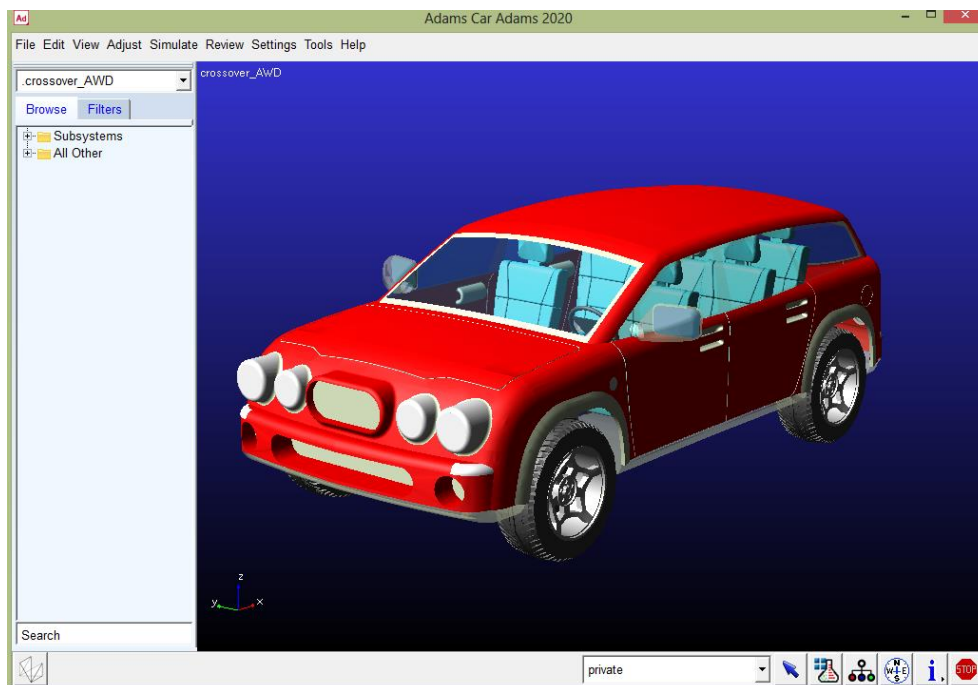 Ad
Adams Car Adams 2020
File Edit View Adjust Simulate Review Settings Tools Help
.crossover_AWD
crossover_AWD
Browse Filters
Subsystems
All Other
z
y x
Search
private
N
W E
S
i
STOP